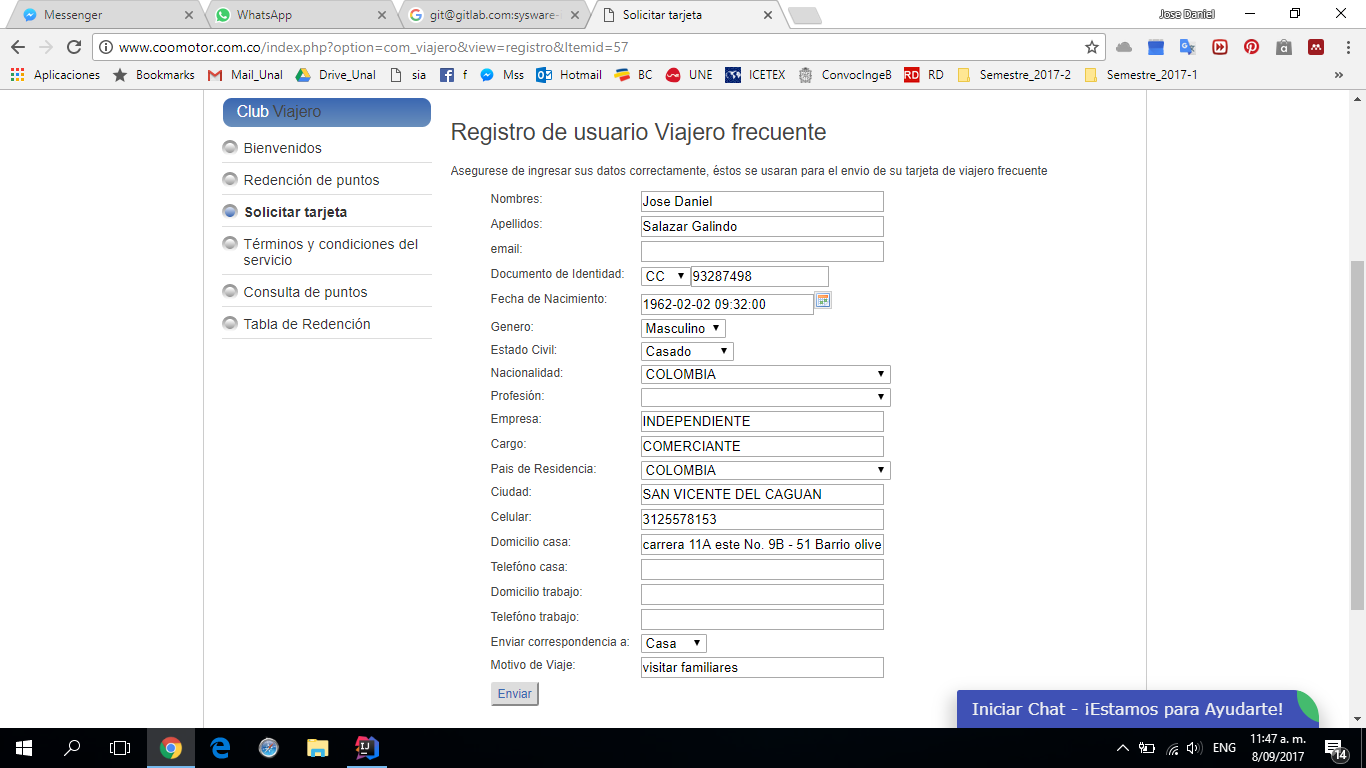 Messenger
WhatsApp
git@gitlab.com:sysware-
Solicitar tarjeta
Jose Daniel
www.coomotor.com.co/index.php?option=com_viajero&view=registro&Itemid=57
Aplicaciones Bookmarks Mail_Unal Drive_Unal sia f Mss Hotmail BC UNE ICETEX ConvocIngeB RD RD Semestre_2017-2 Semestre_2017-1 »
Club Viajero
Bienvenidos
Redención de puntos
Solicitar tarjeta
Términos y condiciones del
servicio
Consulta de puntos
Tabla de Redención
Registro de usuario Viajero frecuente
Asegurese de ingresar sus datos correctamente, éstos se usaran para el envio de su tarjeta de viajero frecuente
Nombres: Jose Daniel
Apellidos: Salazar Galindo
email:
Documento de Identidad: CC 93287498
Fecha de Nacimiento: 1962-02-02 09:32:00
Genero: Masculino
Estado Civil: Casado
Nacionalidad: COLOMBIA
Profesión:
Empresa: INDEPENDIENTE
Cargo: COMERCIANTE
Pais de Residencia: COLOMBIA
Ciudad: SAN VICENTE DEL CAGUAN
Celular: 3125578153
Domicilio casa: carrera 11A este No. 9B - 51 Barrio olive
Telefóno casa:
Domicilio trabajo:
Telefóno trabajo:
Enviar correspondencia a: Casa
Motivo de Viaje: visitar familiares
Enviar
Iniciar Chat - ¡Estamos para Ayudarte!
ENG
11:47 a. m.
8/09/2017
14